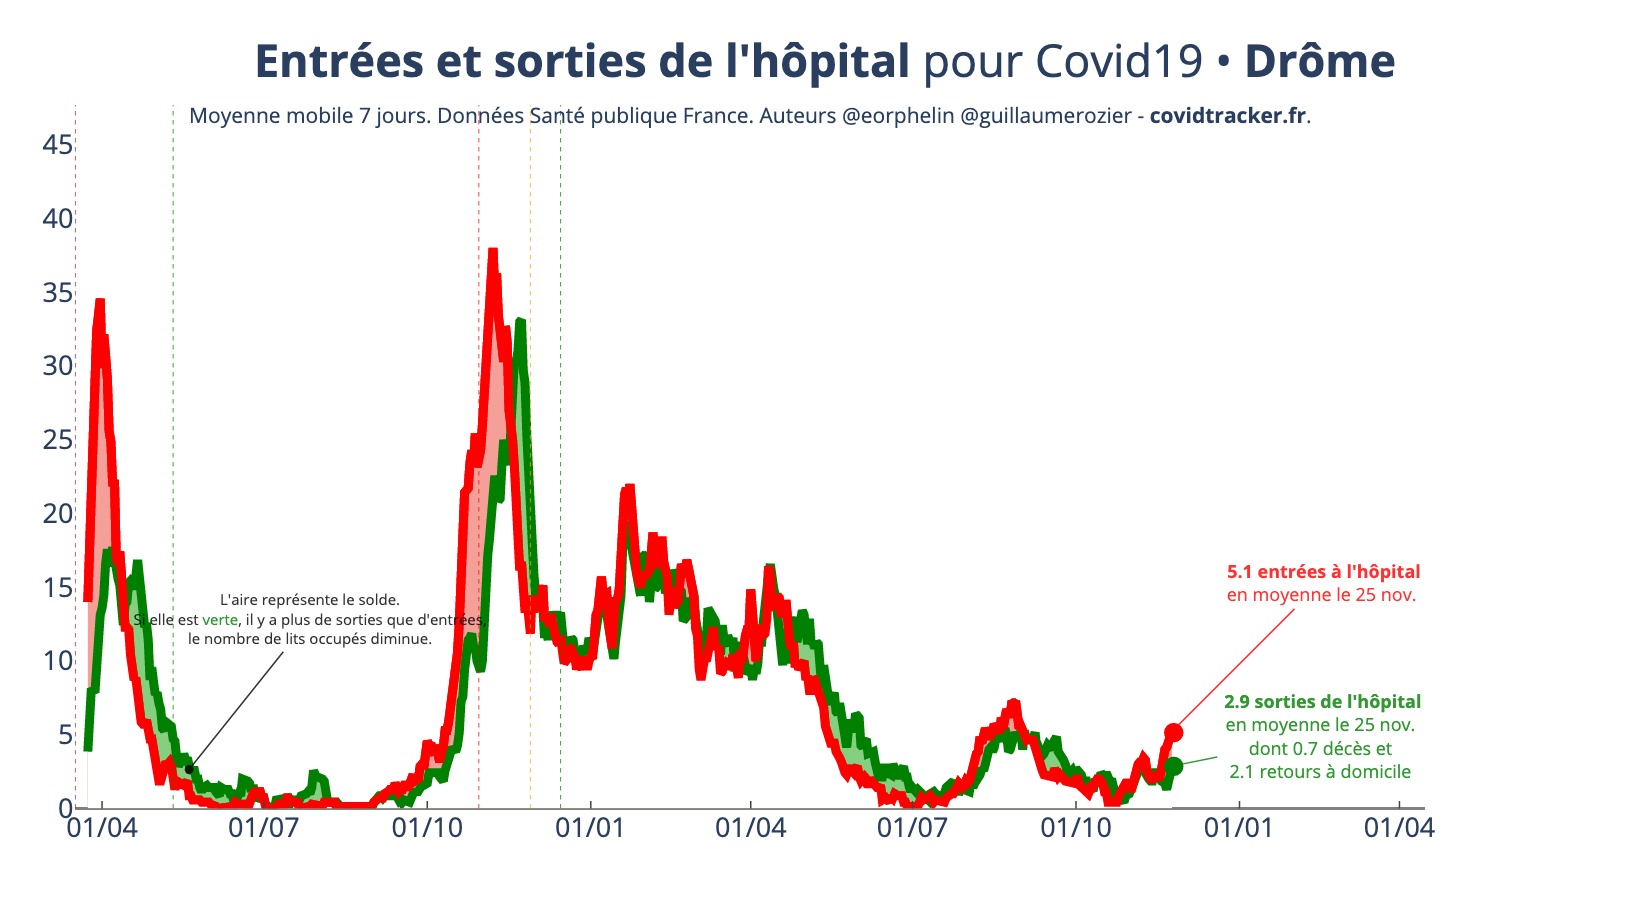 Entrées et sorties de l'hôpital pour Covid19 • Drôme
Moyenne mobile 7 jours. Données Santé publique France. Auteurs @eorphelin @guillaumerozier - covidtracker.fr.
45
40
35
30
25
20
15
10
5
0
L'aire représente le solde.
Si elle est verte, il y a plus de sorties que d'entrées,
le nombre de lits occupés diminue.
5.1 entrées à l'hôpital
en moyenne le 25 nov.
2.9 sorties de l'hôpital
en moyenne le 25 nov.
dont 0.7 décès et
2.1 retours à domicile
01/04 01/07 01/10 01/01 01/04 01/07 01/10 01/01 01/04